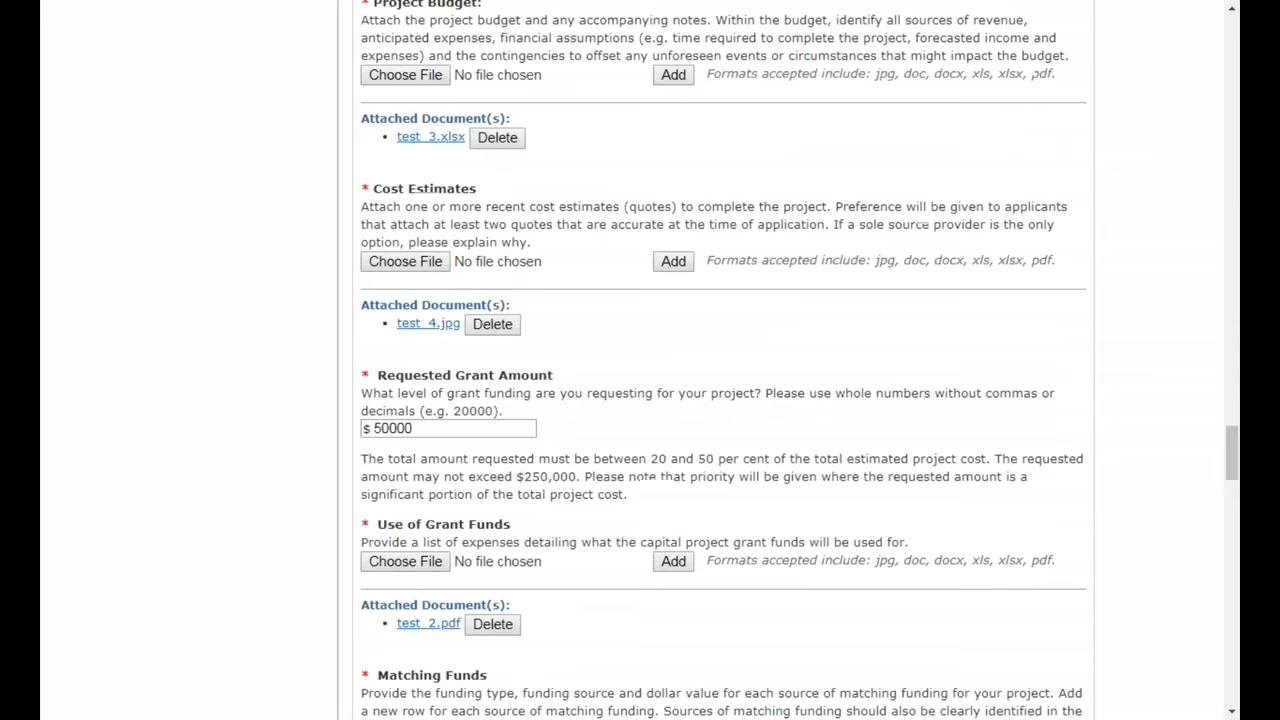 * Project Budget:
Attach the project budget and any accompanying notes. Within the budget, identify all sources of revenue,
anticipated expenses, financial assumptions (e.g. time required to complete the project, forecasted income and
expenses) and the contingencies to offset any unforeseen events or circumstances that might impact the budget.
Choose File No file chosen Add Formats accepted include: jpg, doc, docx, xls, xlsx, pdf.
Attached Document(s):
• test_3.xlsx Delete
* Cost Estimates
Attach one or more recent cost estimates (quotes) to complete the project. Preference will be given to applicants
that attach at least two quotes that are accurate at the time of application. If a sole source provider is the only
option, please explain why.
Choose File No file chosen Add Formats accepted include: jpg, doc, docx, xls, xlsx, pdf.
Attached Document(s):
• test_4.jpg Delete
* Requested Grant Amount
What level of grant funding are you requesting for your project? Please use whole numbers without commas or
decimals (e.g. 20000).
$ 50000
The total amount requested must be between 20 and 50 per cent of the total estimated project cost. The requested
amount may not exceed $250,000. Please note that priority will be given where the requested amount is a
significant portion of the total project cost.
* Use of Grant Funds
Provide a list of expenses detailing what the capital project grant funds will be used for.
Choose File No file chosen Add Formats accepted include: jpg, doc, docx, xls, xlsx, pdf.
Attached Document(s):
• test_2.pdf Delete
* Matching Funds
Provide the funding type, funding source and dollar value for each source of matching funding for your project. Add
a new row for each source of matching funding. Sources of matching funding should also be clearly identified in the